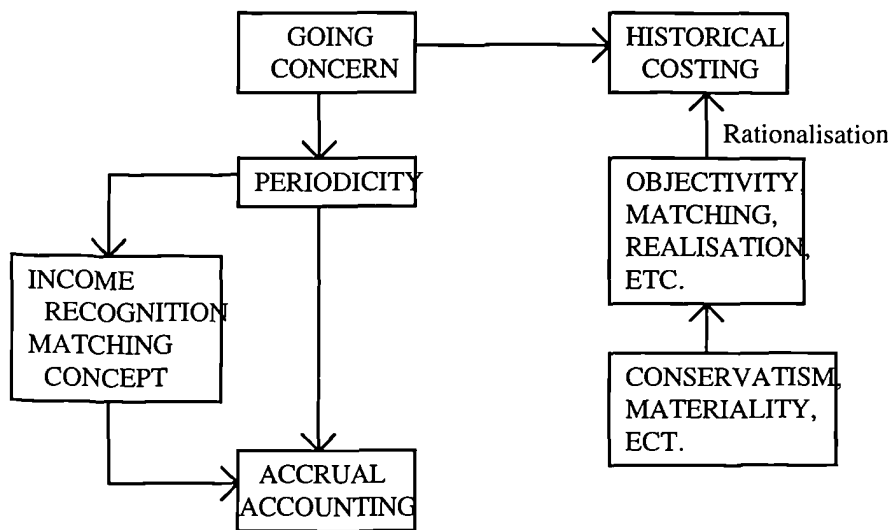 GOING
CONCERN
HISTORICAL
COSTING
Rationalisation
PERIODICITY
OBJECTIVITY,
MATCHING,
REALISATION,
ETC.
INCOME
RECOGNITION
MATCHING
CONCEPT
CONSERVATISM,
MATERIALITY,
ECT.
ACCRUAL
ACCOUNTING